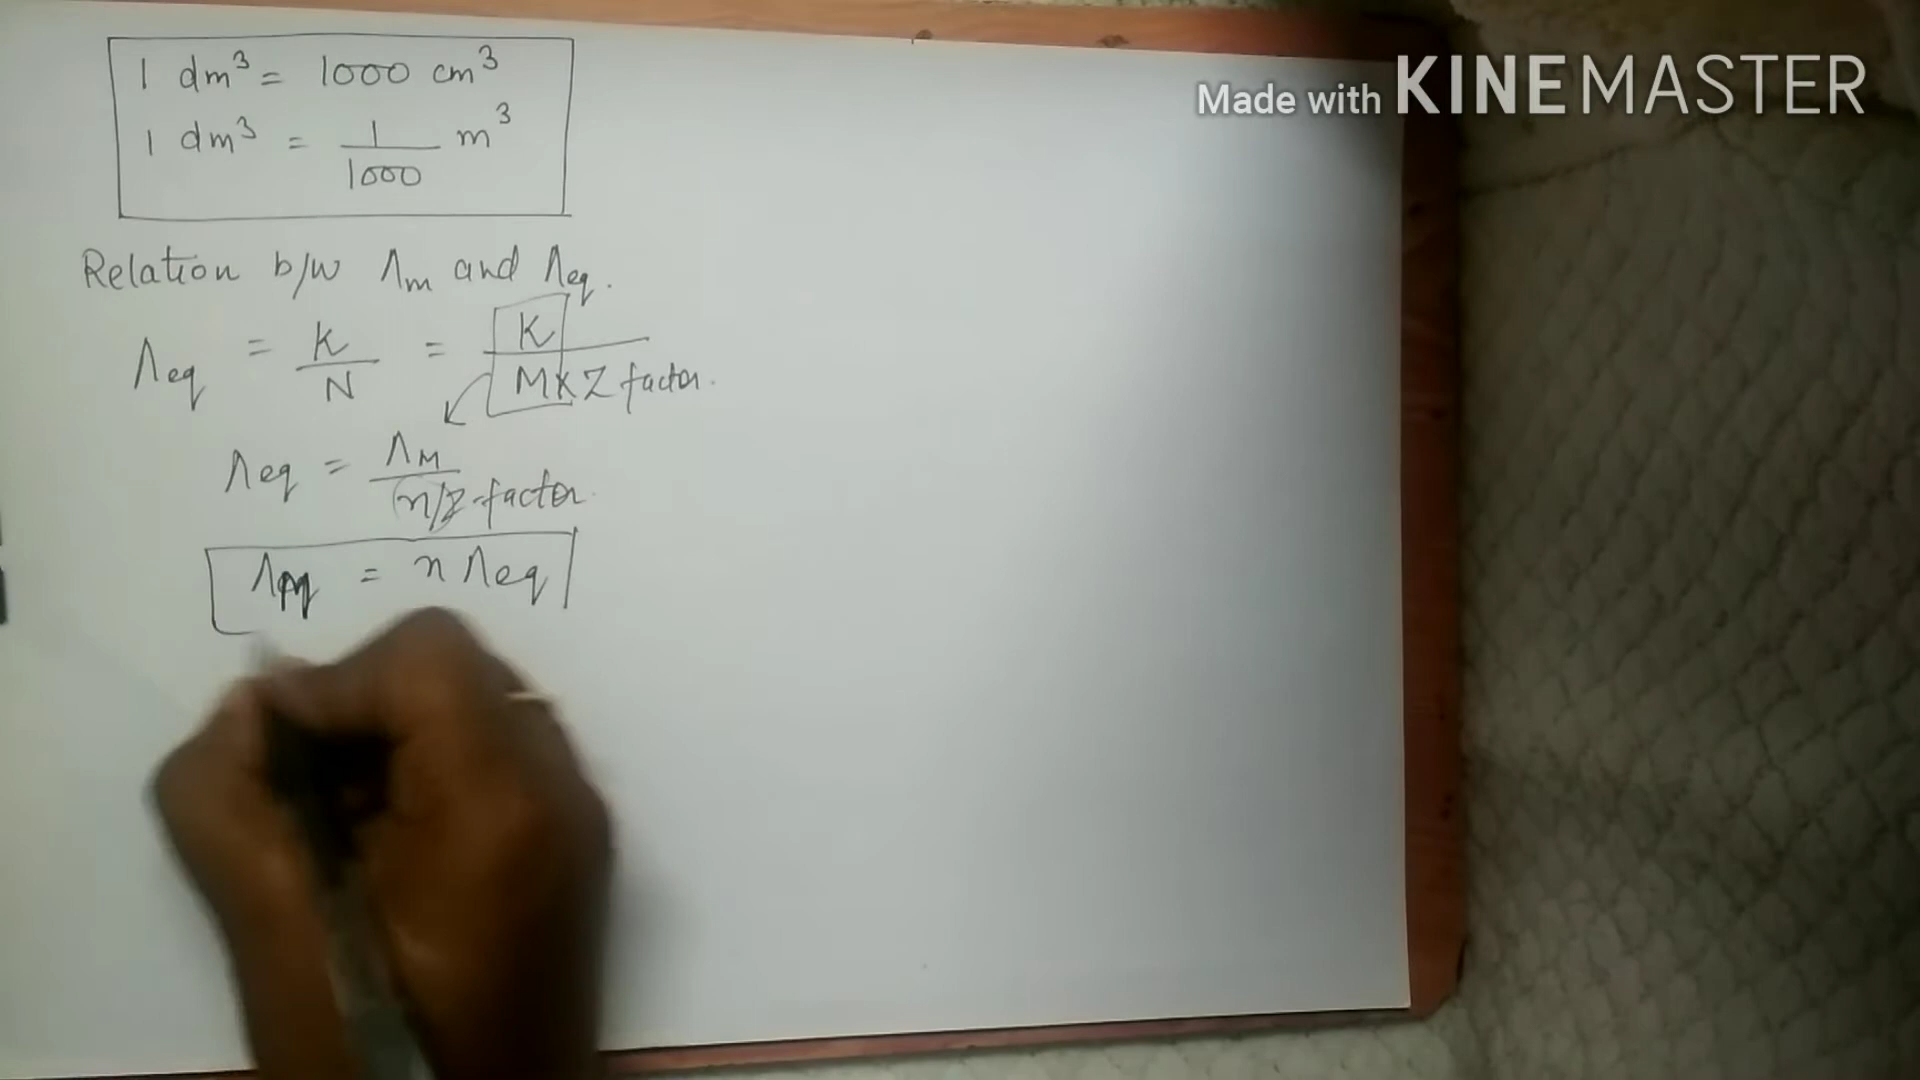 1 dm³ = 1000 cm³
1 dm³ = 1/1000 m³
Relation b/w Λm and Λeq.
Λeq = K/N = K/M×Z factor.
Λeq = ΛM/(n/z-factor.
ΛM = n Λeq
Made with KINEMASTER